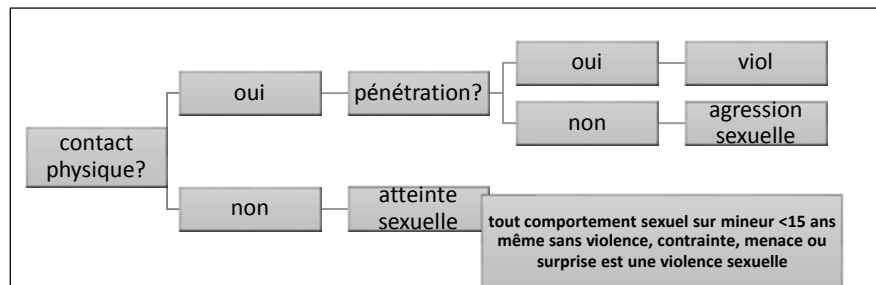 contact
physique?
oui
pénétration?
oui
viol
non
agression
sexuelle
non
atteinte
sexuelle
tout comportement sexuel sur mineur <15 ans
même sans violence, contrainte, menace ou
surprise est une violence sexuelle